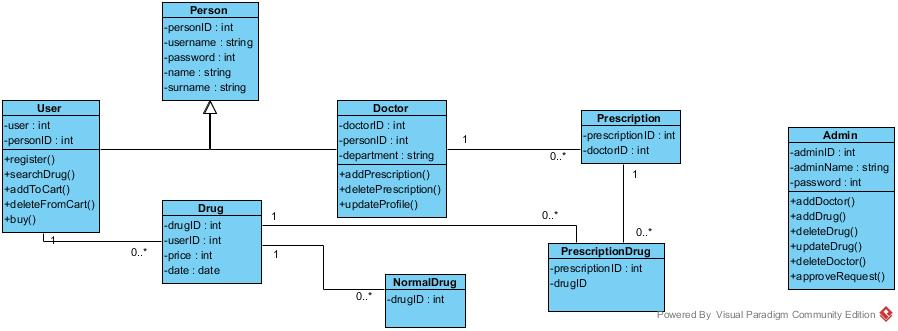 Person
-personID : int
-username : string
-password : int
-name : string
-surname : string
User
-user : int
-personID : int
+register()
+searchDrug()
+addToCart()
+deleteFromCart()
+buy()
Doctor
-doctorID : int
-personID : int
-department : string
+addPrescription()
+deletePrescription()
+updateProfile()
1
0..*
Prescription
-prescriptionID : int
-doctorID : int
1
0..*
Admin
-adminID : int
-adminName : string
-password : int
+addDoctor()
+addDrug()
+deleteDrug()
+updateDrug()
+deleteDoctor()
+approveRequest()
1
0..*
Drug
-drugID : int
-userID : int
-price : int
-date : date
1
0..*
1
0..*
NormalDrug
-drugID : int
PrescriptionDrug
-prescriptionID : int
-drugID
Powered By Visual Paradigm Community Edition